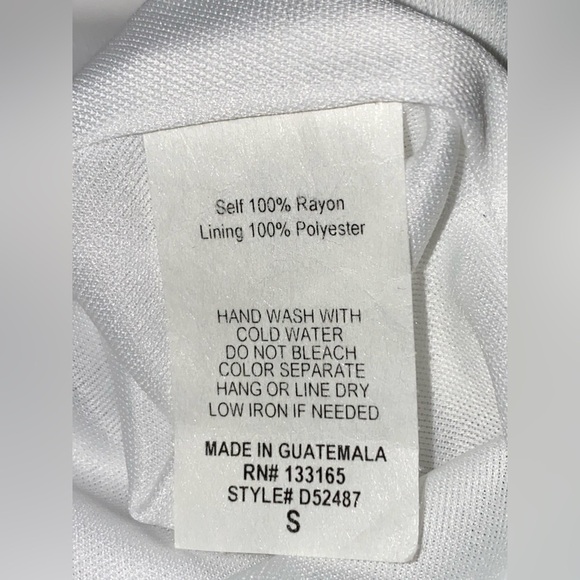 Self 100% Rayon
Lining 100% Polyester
HAND WASH WITH
COLD WATER
DO NOT BLEACH
COLOR SEPARATE
HANG OR LINE DRY
LOW IRON IF NEEDED
MADE IN GUATEMALA
RN# 133165
STYLE# D52487
S